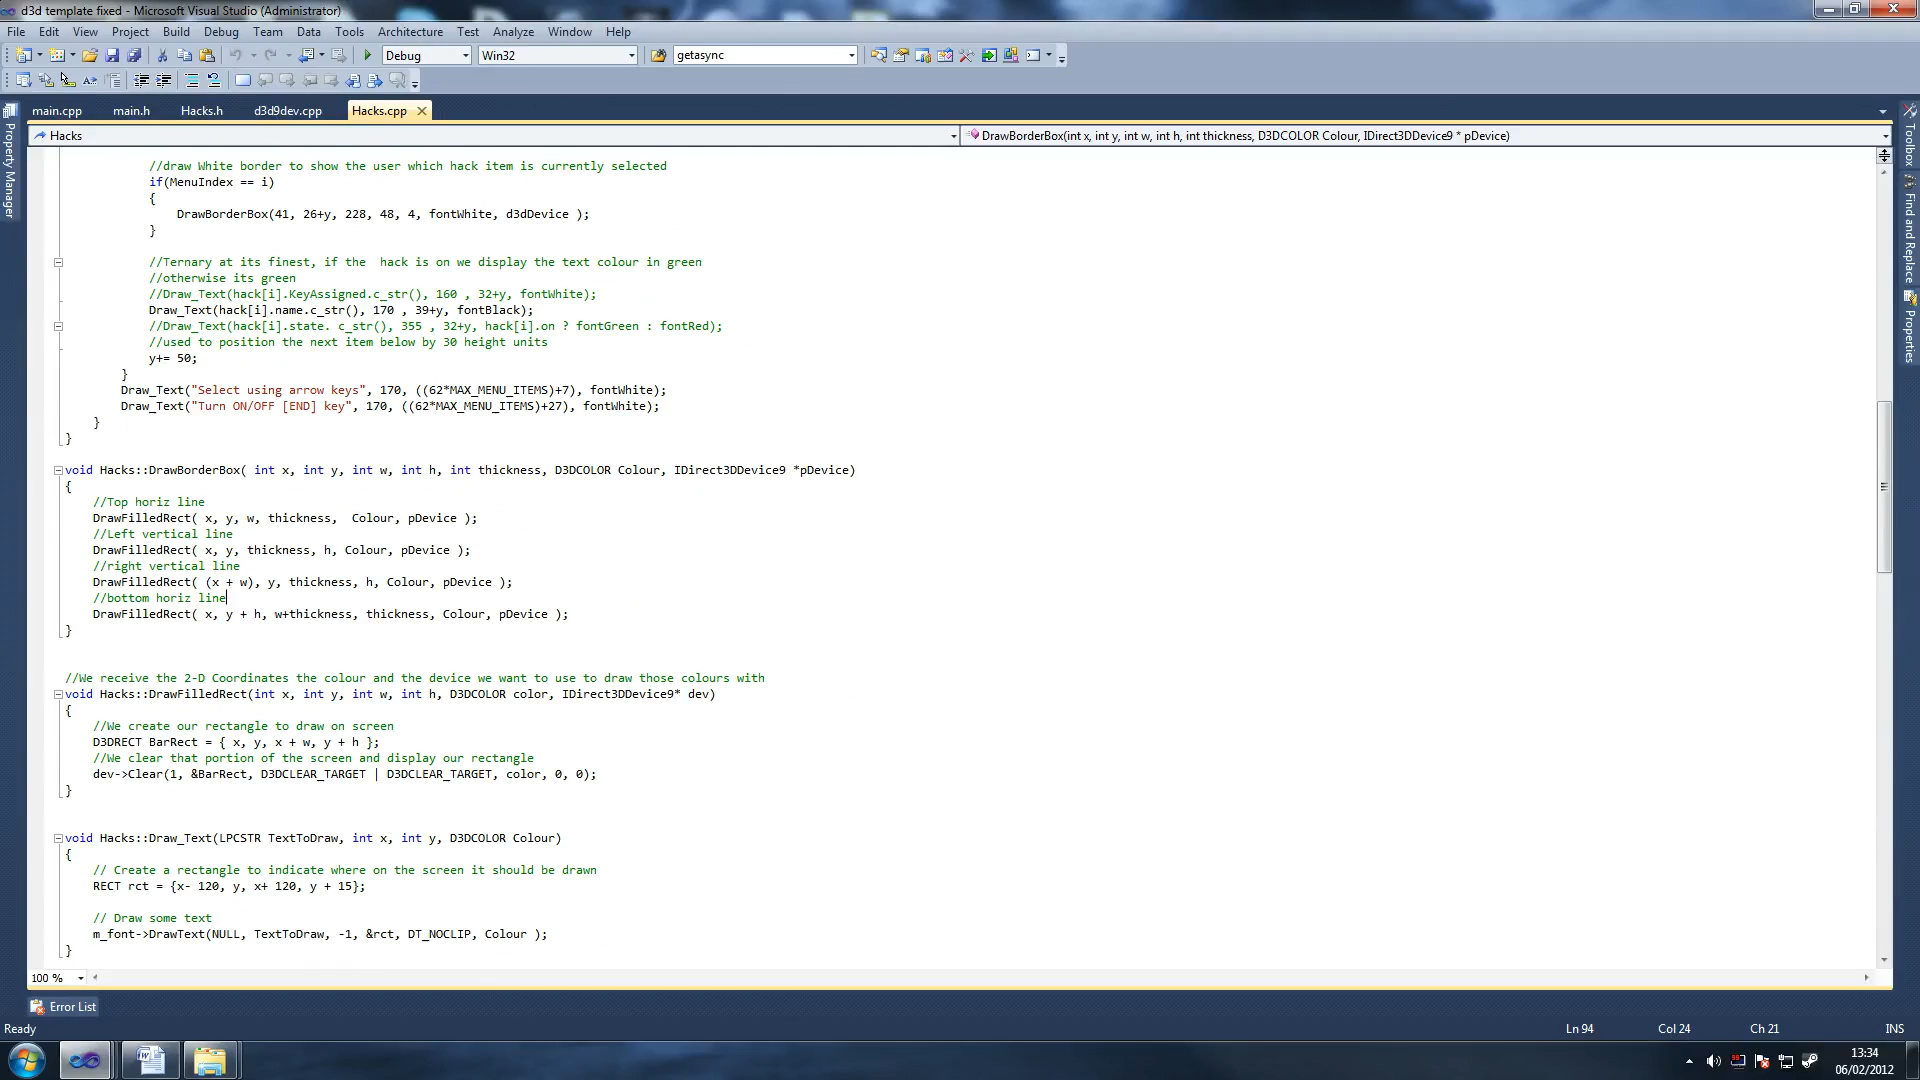 d3d template fixed - Microsoft Visual Studio (Administrator)
File Edit View Project Build Debug Team Data Tools Architecture Test Analyze Window Help
Debug Win32 getasync
main.cpp main.h Hacks.h d3d9dev.cpp Hacks.cpp
Hacks DrawBorderBox(int x, int y, int w, int h, int thickness, D3DCOLOR Colour, IDirect3DDevice9 * pDevice)
Property Manager
Toolbox
Find and Replace
Properties
//draw White border to show the user which hack item is currently selected
if(MenuIndex == i)
{
DrawBorderBox(41, 26+y, 228, 48, 4, fontWhite, d3dDevice );
}
//Ternary at its finest, if the  hack is on we display the text colour in green
//otherwise its green
//Draw_Text(hack[i].KeyAssigned.c_str(), 160 , 32+y, fontWhite);
Draw_Text(hack[i].name.c_str(), 170 , 39+y, fontBlack);
//Draw_Text(hack[i].state. c_str(), 355 , 32+y, hack[i].on ? fontGreen : fontRed);
//used to position the next item below by 30 height units
y+= 50;
}
Draw_Text("Select using arrow keys", 170, ((62*MAX_MENU_ITEMS)+7), fontWhite);
Draw_Text("Turn ON/OFF [END] key", 170, ((62*MAX_MENU_ITEMS)+27), fontWhite);
}
}
void Hacks::DrawBorderBox( int x, int y, int w, int h, int thickness, D3DCOLOR Colour, IDirect3DDevice9 *pDevice)
{
//Top horiz line
DrawFilledRect( x, y, w, thickness,  Colour, pDevice );
//Left vertical line
DrawFilledRect( x, y, thickness, h, Colour, pDevice );
//right vertical line
DrawFilledRect( (x + w), y, thickness, h, Colour, pDevice );
//bottom horiz line
DrawFilledRect( x, y + h, w+thickness, thickness, Colour, pDevice );
}
//We receive the 2-D Coordinates the colour and the device we want to use to draw those colours with
void Hacks::DrawFilledRect(int x, int y, int w, int h, D3DCOLOR color, IDirect3DDevice9* dev)
{
//We create our rectangle to draw on screen
D3DRECT BarRect = { x, y, x + w, y + h };
//We clear that portion of the screen and display our rectangle
dev->Clear(1, &BarRect, D3DCLEAR_TARGET | D3DCLEAR_TARGET, color, 0, 0);
}
void Hacks::Draw_Text(LPCSTR TextToDraw, int x, int y, D3DCOLOR Colour)
{
// Create a rectangle to indicate where on the screen it should be drawn
RECT rct = {x- 120, y, x+ 120, y + 15};
// Draw some text
m_font->DrawText(NULL, TextToDraw, -1, &rct, DT_NOCLIP, Colour );
}
100 %
Error List
Ready Ln 94 Col 24 Ch 21 INS
13:34
06/02/2012